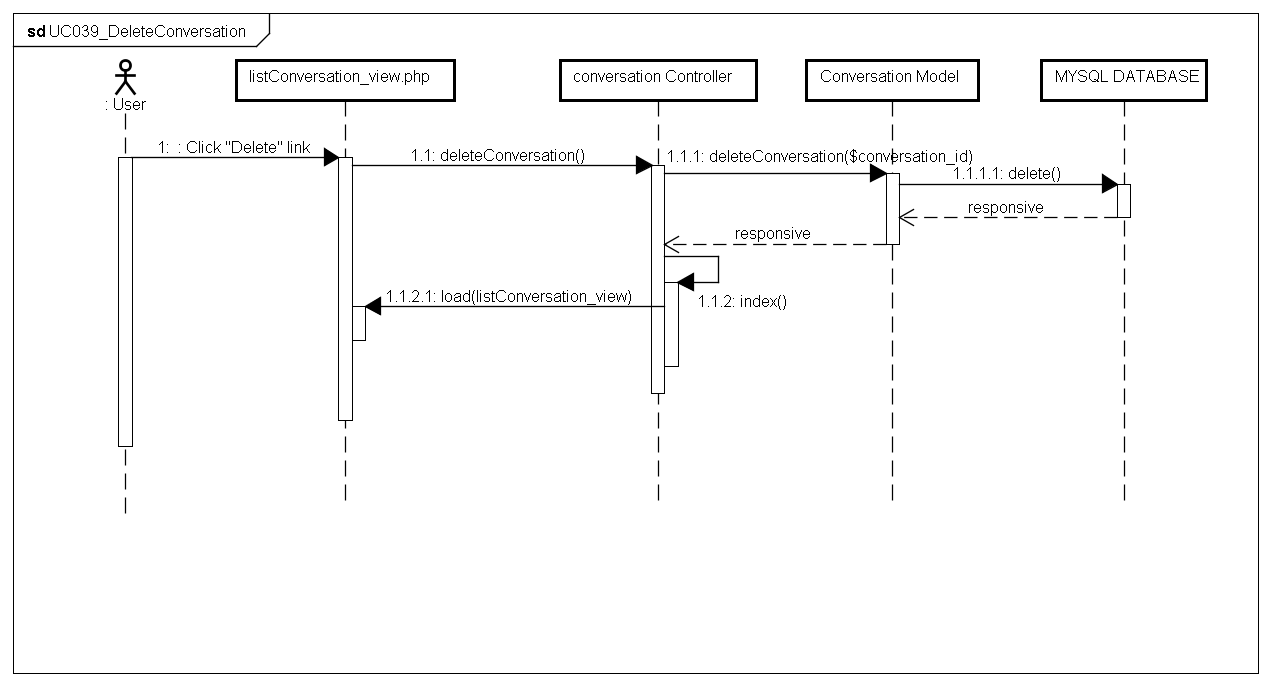 sd UC039_DeleteConversation
listConversation_view.php
conversation Controller
Conversation Model
MYSQL DATABASE
: User
1: : Click "Delete" link
1.1: deleteConversation()
1.1.1: deleteConversation($conversation_id)
1.1.1.1: delete()
responsive
responsive
1.1.2.1: load(listConversation_view)
1.1.2: index()